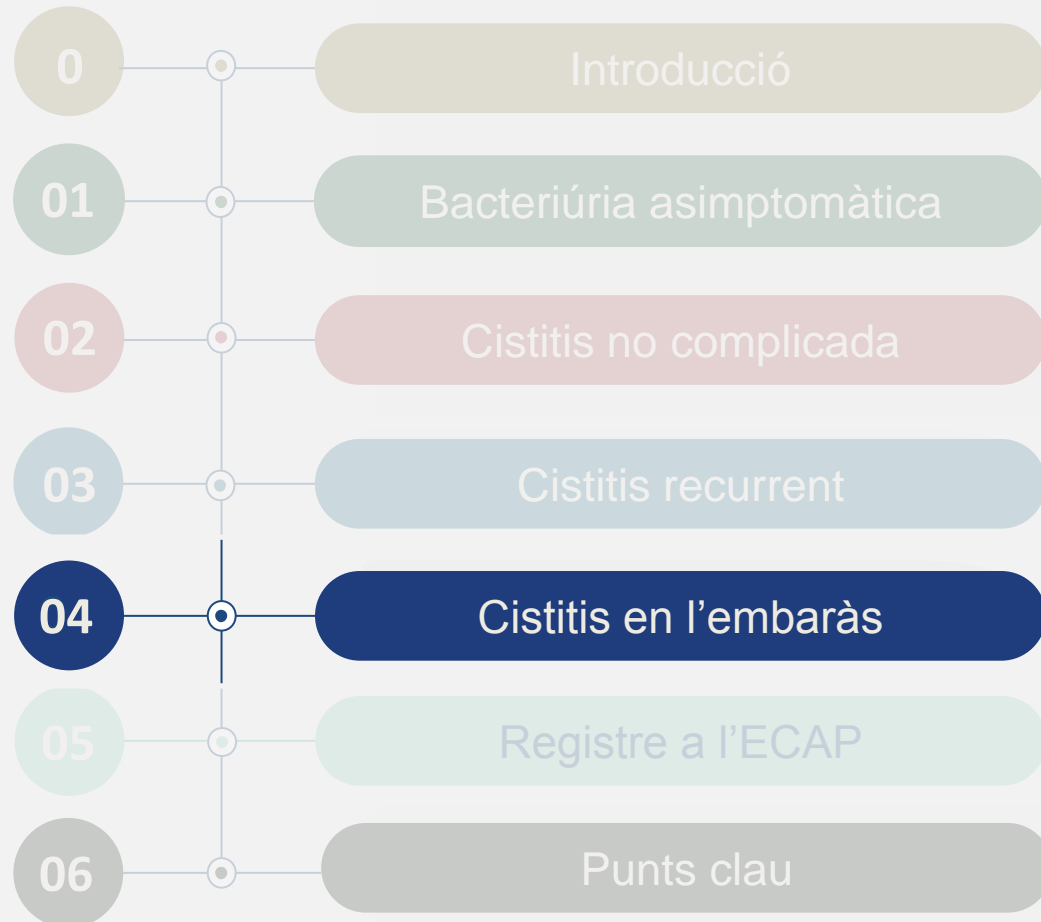 0 Introducció
01 Bacteriúria asimptomàtica
02 Cistitis no complicada
03 Cistitis recurrent
04 Cistitis en l’embaràs
05 Registre a l’ECAP
06 Punts clau